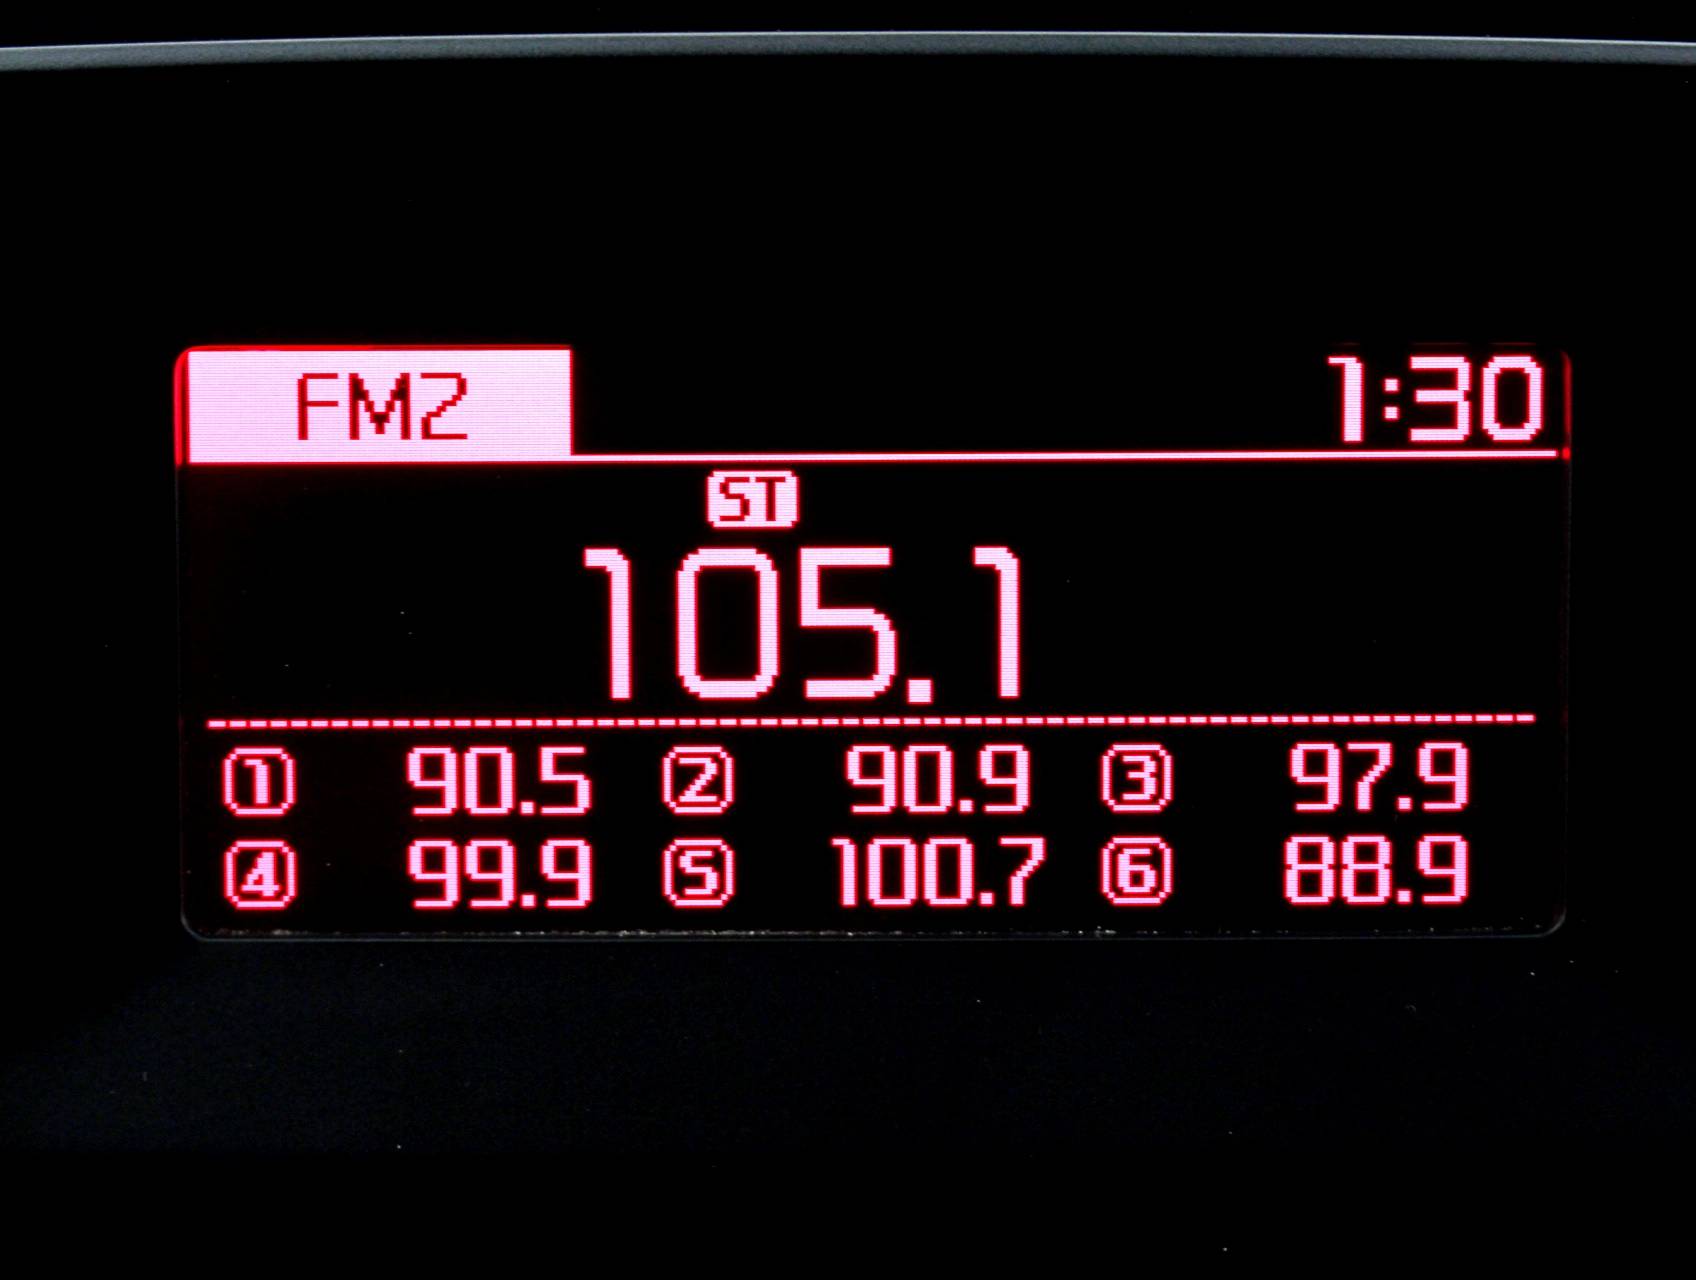 FM2 1:30
ST
105.1
① 90.5 ② 90.9 ③ 97.9
④ 99.9 ⑤ 100.7 ⑥ 88.9